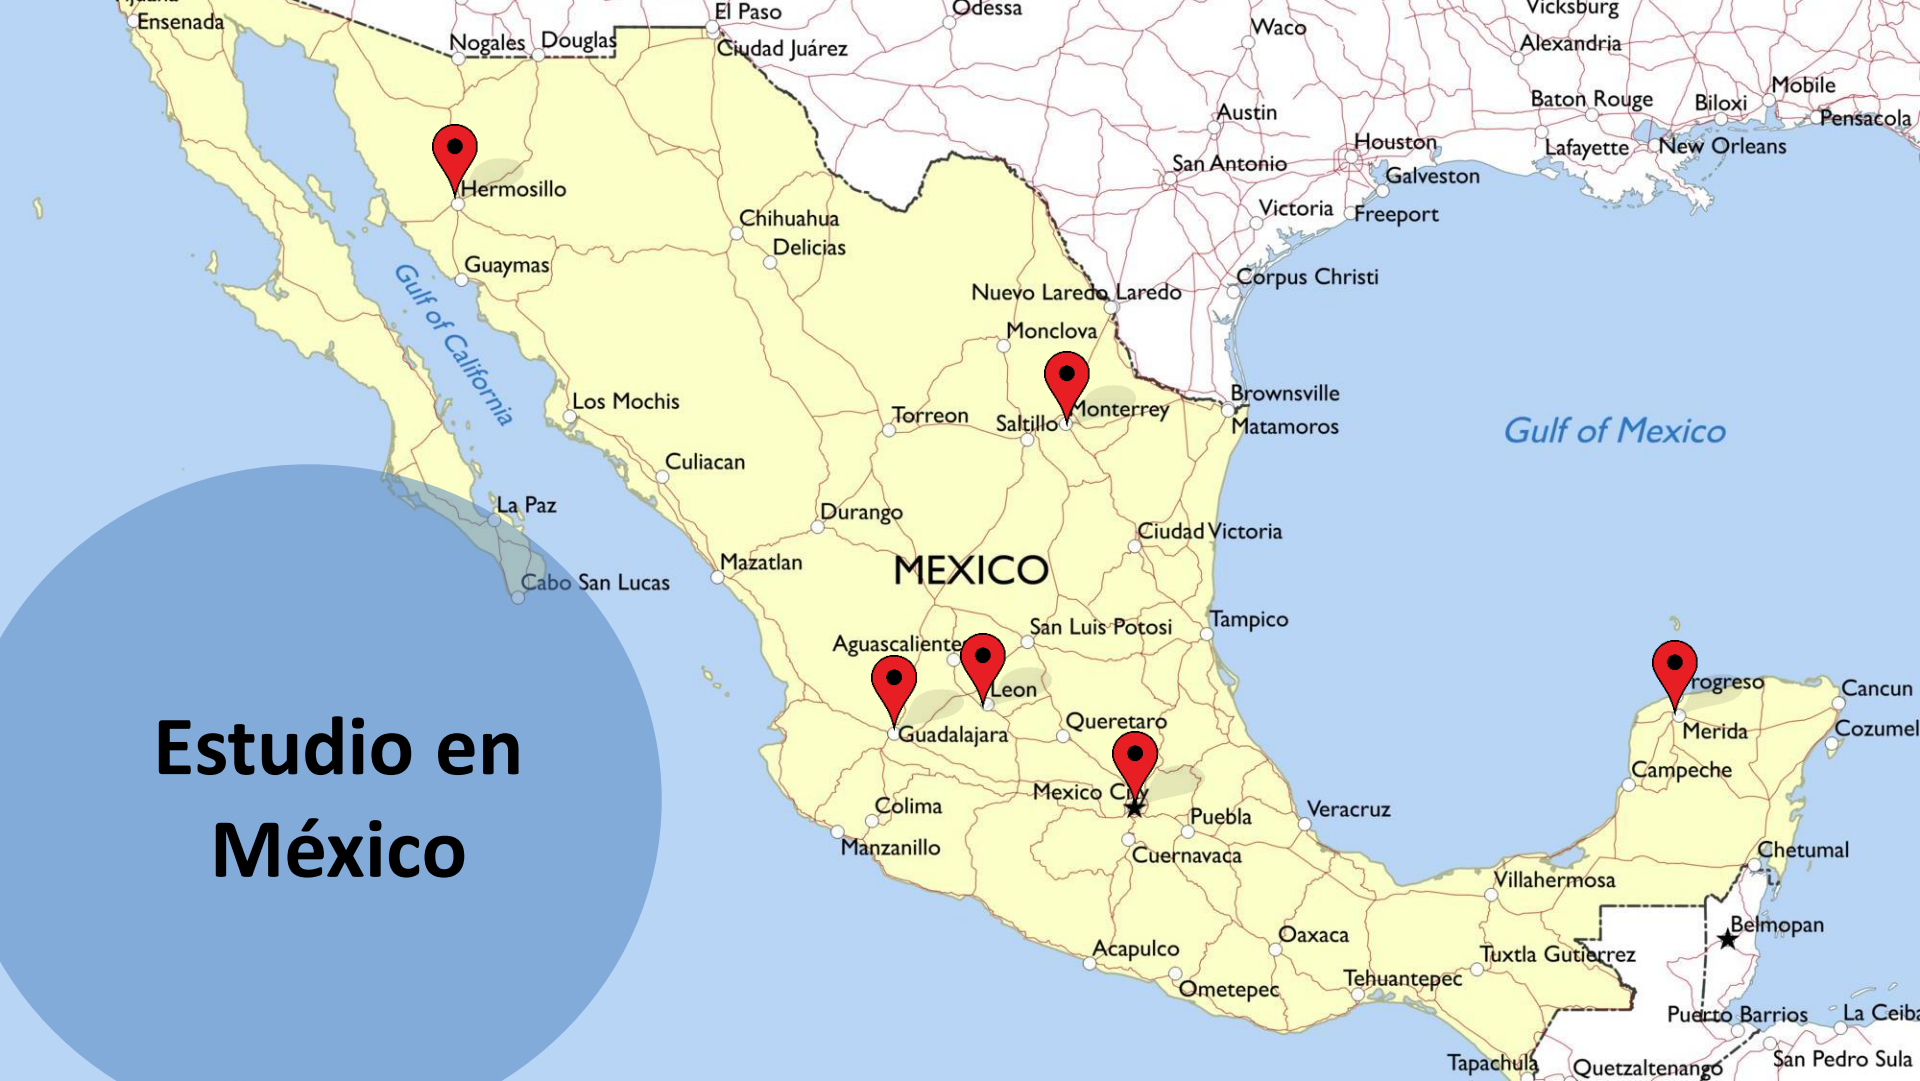 Ensenada
Nogales
Douglas
El Paso
Ciudad Juárez
Odessa
Waco
Vicksburg
Alexandria
Mobile
Baton Rouge
Biloxi
Pensacola
Austin
Houston
Lafayette
New Orleans
San Antonio
Galveston
Hermosillo
Victoria
Freeport
Chihuahua
Delicias
Guaymas
Gulf of California
Corpus Christi
Nuevo Laredo
Laredo
Monclova
Los Mochis
Torreon
Saltillo
Monterrey
Brownsville
Matamoros
Gulf of Mexico
Culiacan
La Paz
Durango
Ciudad Victoria
Mazatlan
MEXICO
Cabo San Lucas
Tampico
San Luis Potosi
Aguascaliente
Leon
rogreso
Cancun
Queretaro
Guadalajara
Merida
Cozumel
Campeche
Mexico City
Colima
Puebla
Veracruz
Manzanillo
Cuernavaca
Chetumal
Villahermosa
Belmopan
Acapulco
Oaxaca
Tuxtla Gutierrez
Tehuantepec
Ometepec
Puerto Barrios
La Ceiba
Tapachula
Quetzaltenango
San Pedro Sula
Estudio en
México